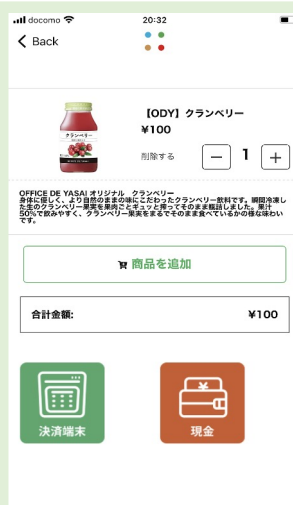 docomo
20:32
Back
クランベリー
【ODY】クランベリー
¥100
削除する
1
OFFICE DE YASAI オリジナル　クランベリー
身体に優しく、より自然のままの味にこだわったクランベリー飲料です。瞬間冷凍し
た生のクランベリー果実を果肉ごとギュッと搾ってそのまま瓶詰しました。果汁
50%で飲みやすく、クランベリー果実をまるでそのまま食べているかの様な味わい
です。
商品を追加
合計金額:
¥100
決済端末
現金